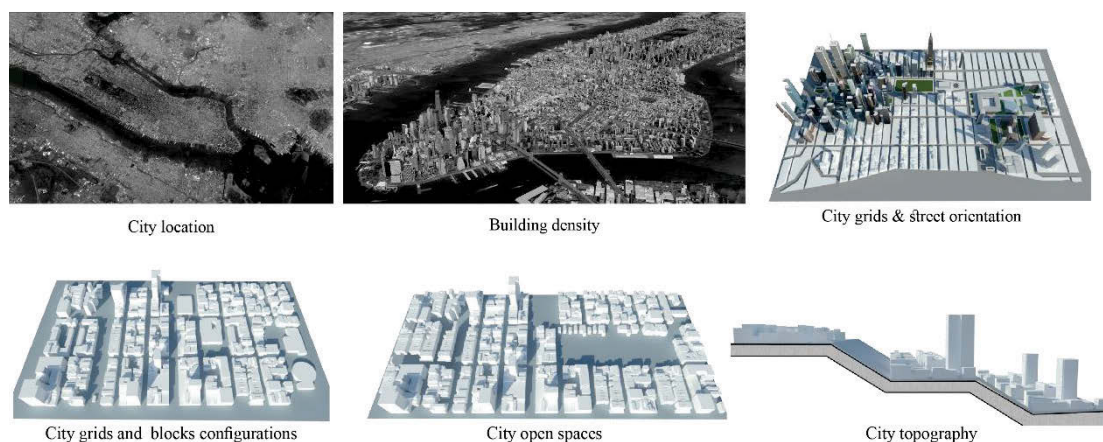 City location
Building density
City grids & street orientation
City grids and blocks configurations
City open spaces
City topography